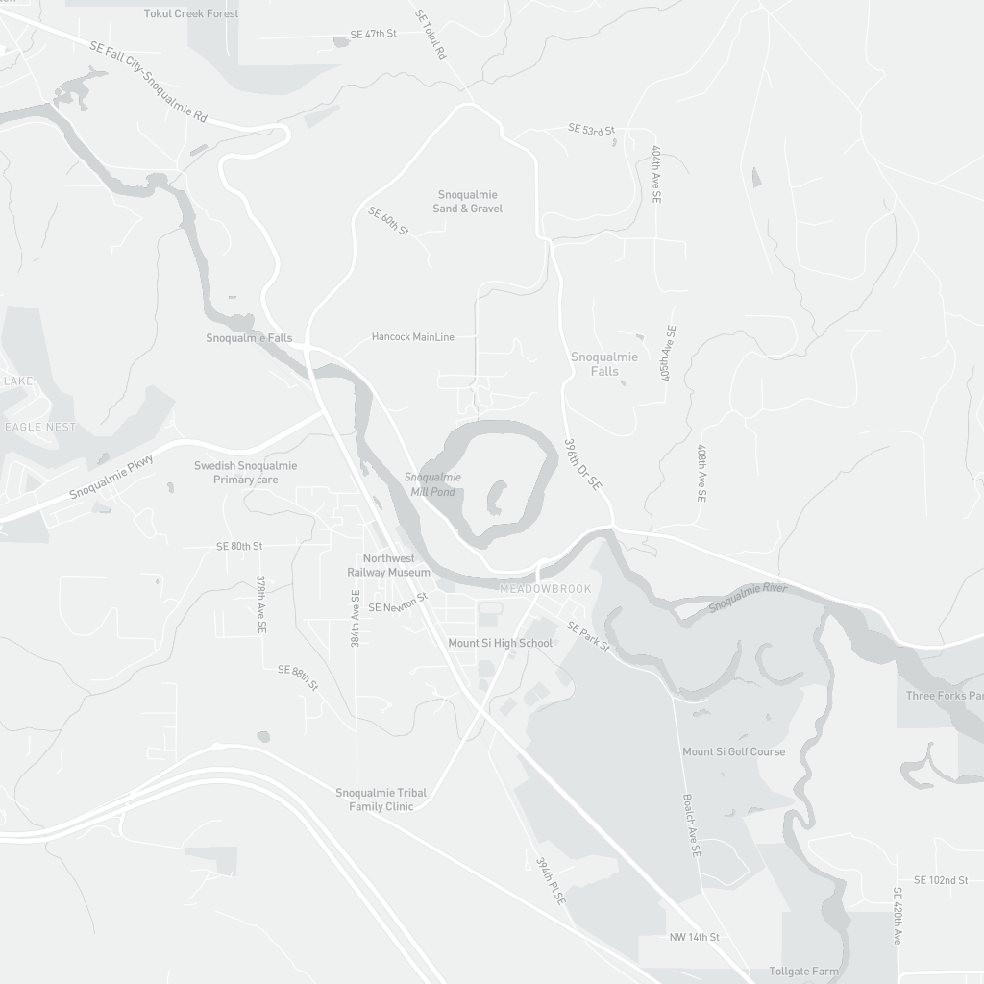 Tokul Creek Forest
SE Tokul Rd
SE 47th St
SE Fall City-Snoqualmie Rd
SE 53rd St
407th Ave SE
Snoqualmie
Sand & Gravel
SE 60th St
Snoqualmie Falls
Hancock MainLine
Snoqualmie
Falls
405th Ave SE
LAKE
EAGLE NEST
Snoqualmie Pkwy
Swedish Snoqualmie
Primary care
Snoqualmie
Mill Pond
396th Dr SE
408th Ave SE
SE 80th St
Northwest
Railway Museum
378th Ave SE
384th Ave SE
SE Newton St
MEADOWBROOK
Snoqualmie River
SE Park St
Mount Si High School
SE 88th St
Three Forks Par
Mount Si Golf Course
Snoqualmie Tribal
Family Clinic
Boalch Ave SE
394th Pl SE
SE 102nd St
SE 420th Ave
NW 14th St
Tollgate Farm